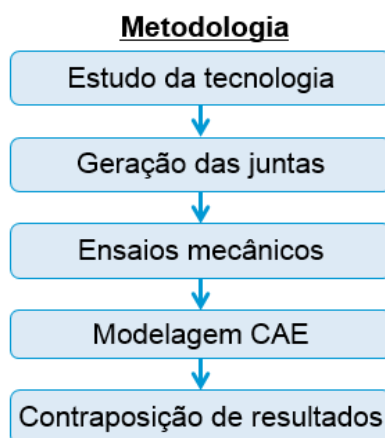 Metodologia
Estudo da tecnologia
Geração das juntas
Ensaios mecânicos
Modelagem CAE
Contraposição de resultados